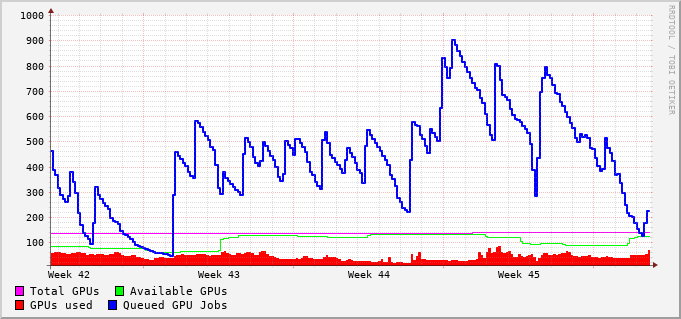 1000
900
800
700
600
500
400
300
200
100
Week 42 Week 43 Week 44 Week 45
Total GPUs Available GPUs
GPUs used Queued GPU Jobs
RRDTOOL / TOBI OETIKER